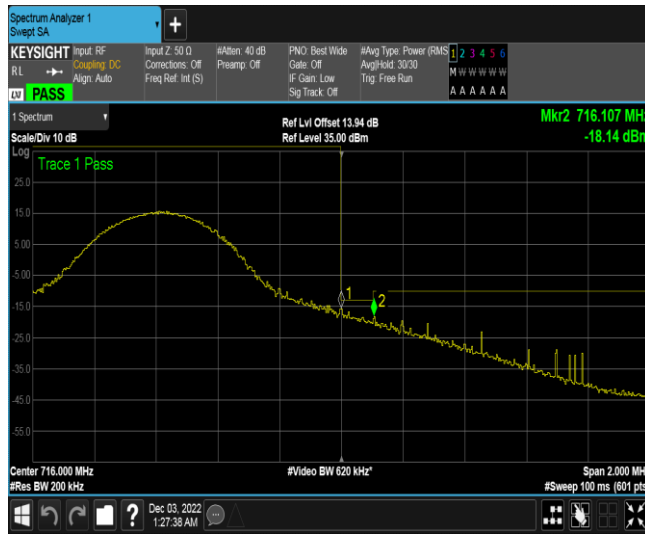 Spectrum Analyzer 1
Swept SA
KEYSIGHT
RL
LXI PASS
Input: RF
Coupling: DC
Align: Auto
Input Z: 50 Ω
Corrections: Off
Freq Ref: Int (S)
#Atten: 40 dB
Preamp: Off
PNO: Best Wide
Gate: Off
IF Gain: Low
Sig Track: Off
#Avg Type: Power (RMS
Avg|Hold: 30/30
Trig: Free Run
1 2 3 4 5 6
M W W W W W
A A A A A A
1 Spectrum
Scale/Div 10 dB
Ref Lvl Offset 13.94 dB
Ref Level 35.00 dBm
Mkr2 716.107 MHz
-18.14 dBm
Log
Trace 1 Pass
25.0
15.0
5.00
-5.00
-15.0
-25.0
-35.0
-45.0
-55.0
1
2
Center 716.000 MHz
#Res BW 200 kHz
#Video BW 620 kHz*
Span 2.000 MH
#Sweep 100 ms (601 pts
?
Dec 03, 2022
1:27:38 AM